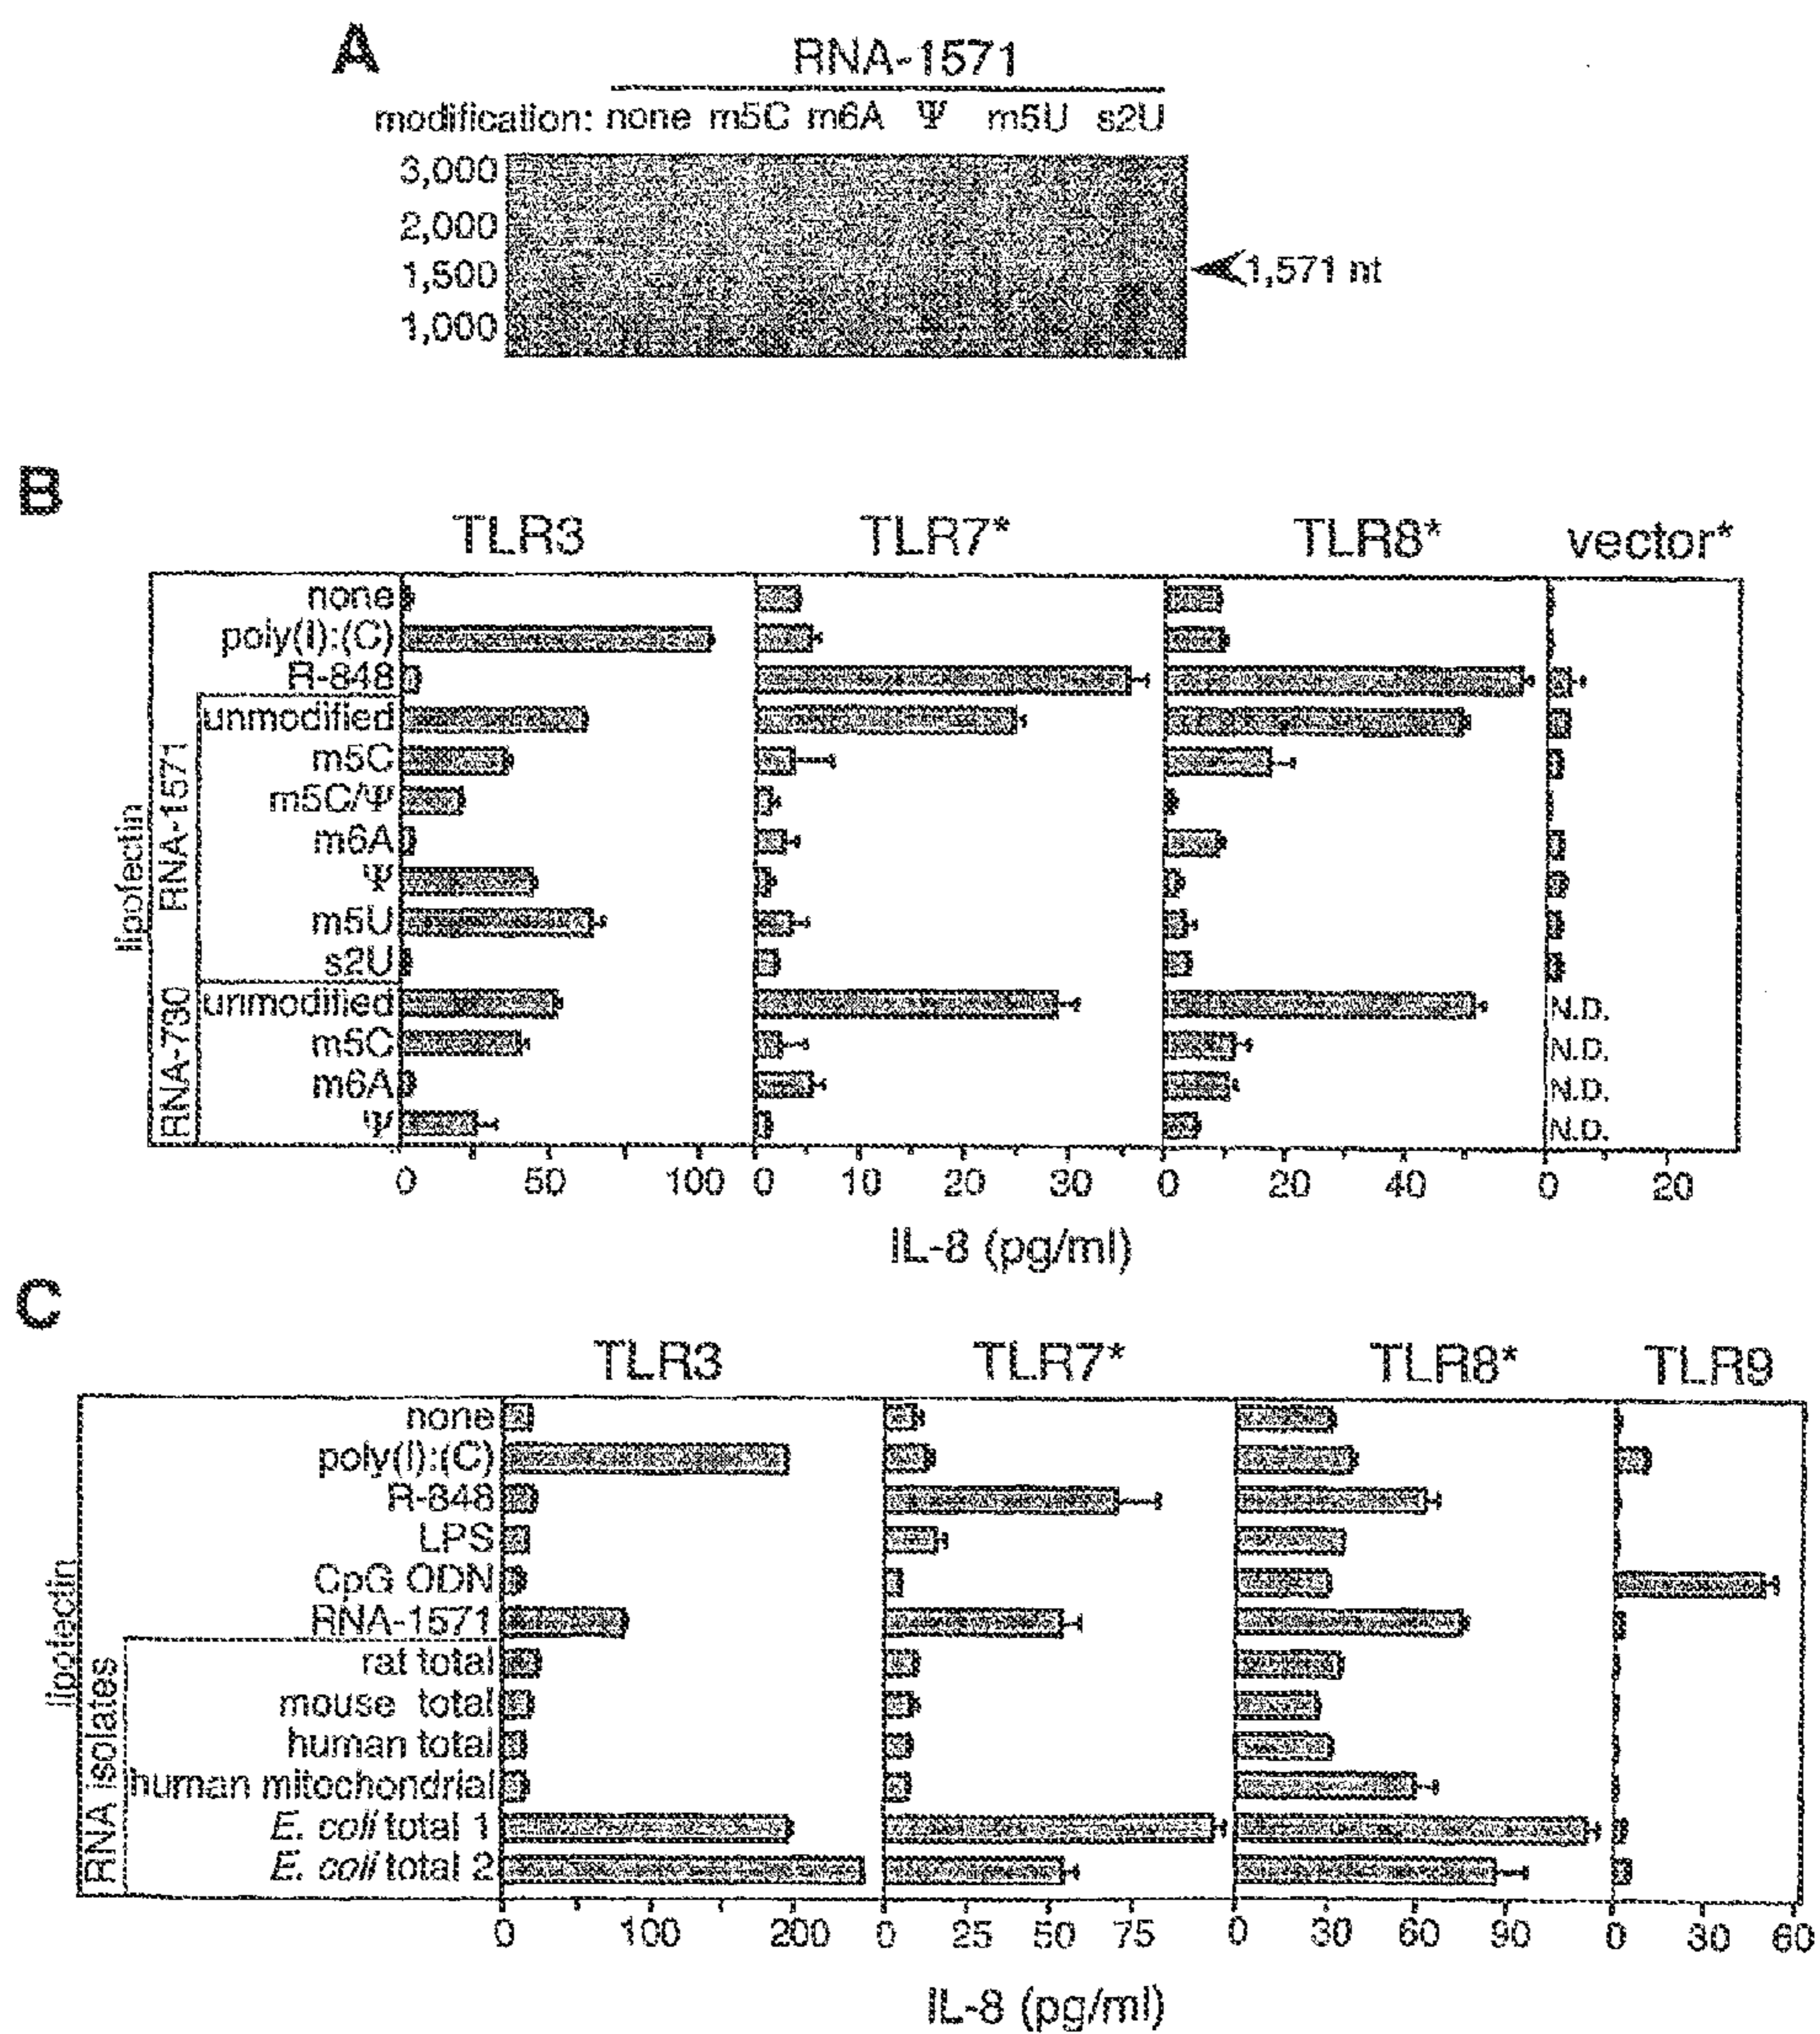 A
RNA-1571
modification: none m5C m6A Ψ m5U s2U
3,000
2,000
1,500
1,000
1,571 nt
B
TLR3 TLR7* TLR8* vector*
lipofectin
RNA-1571
RNA-730
none
poly(I):(C)
R-848
unmodified
m5C
m5C/Ψ
m6A
Ψ
m5U
s2U
unmodified N.D.
m5C N.D.
m6A N.D.
Ψ N.D.
0 50 100 0 10 20 30 0 20 40 0 20
IL-8 (pg/ml)
C
TLR3 TLR7* TLR8* TLR9
lipofectin
RNA isolates
none
poly(I):(C)
R-848
LPS
CpG ODN
RNA-1571
rat total
mouse total
human total
human mitochondrial
E. coli total 1
E. coli total 2
0 100 200 0 25 50 75 0 30 60 90 0 30 60
IL-8 (pg/ml)